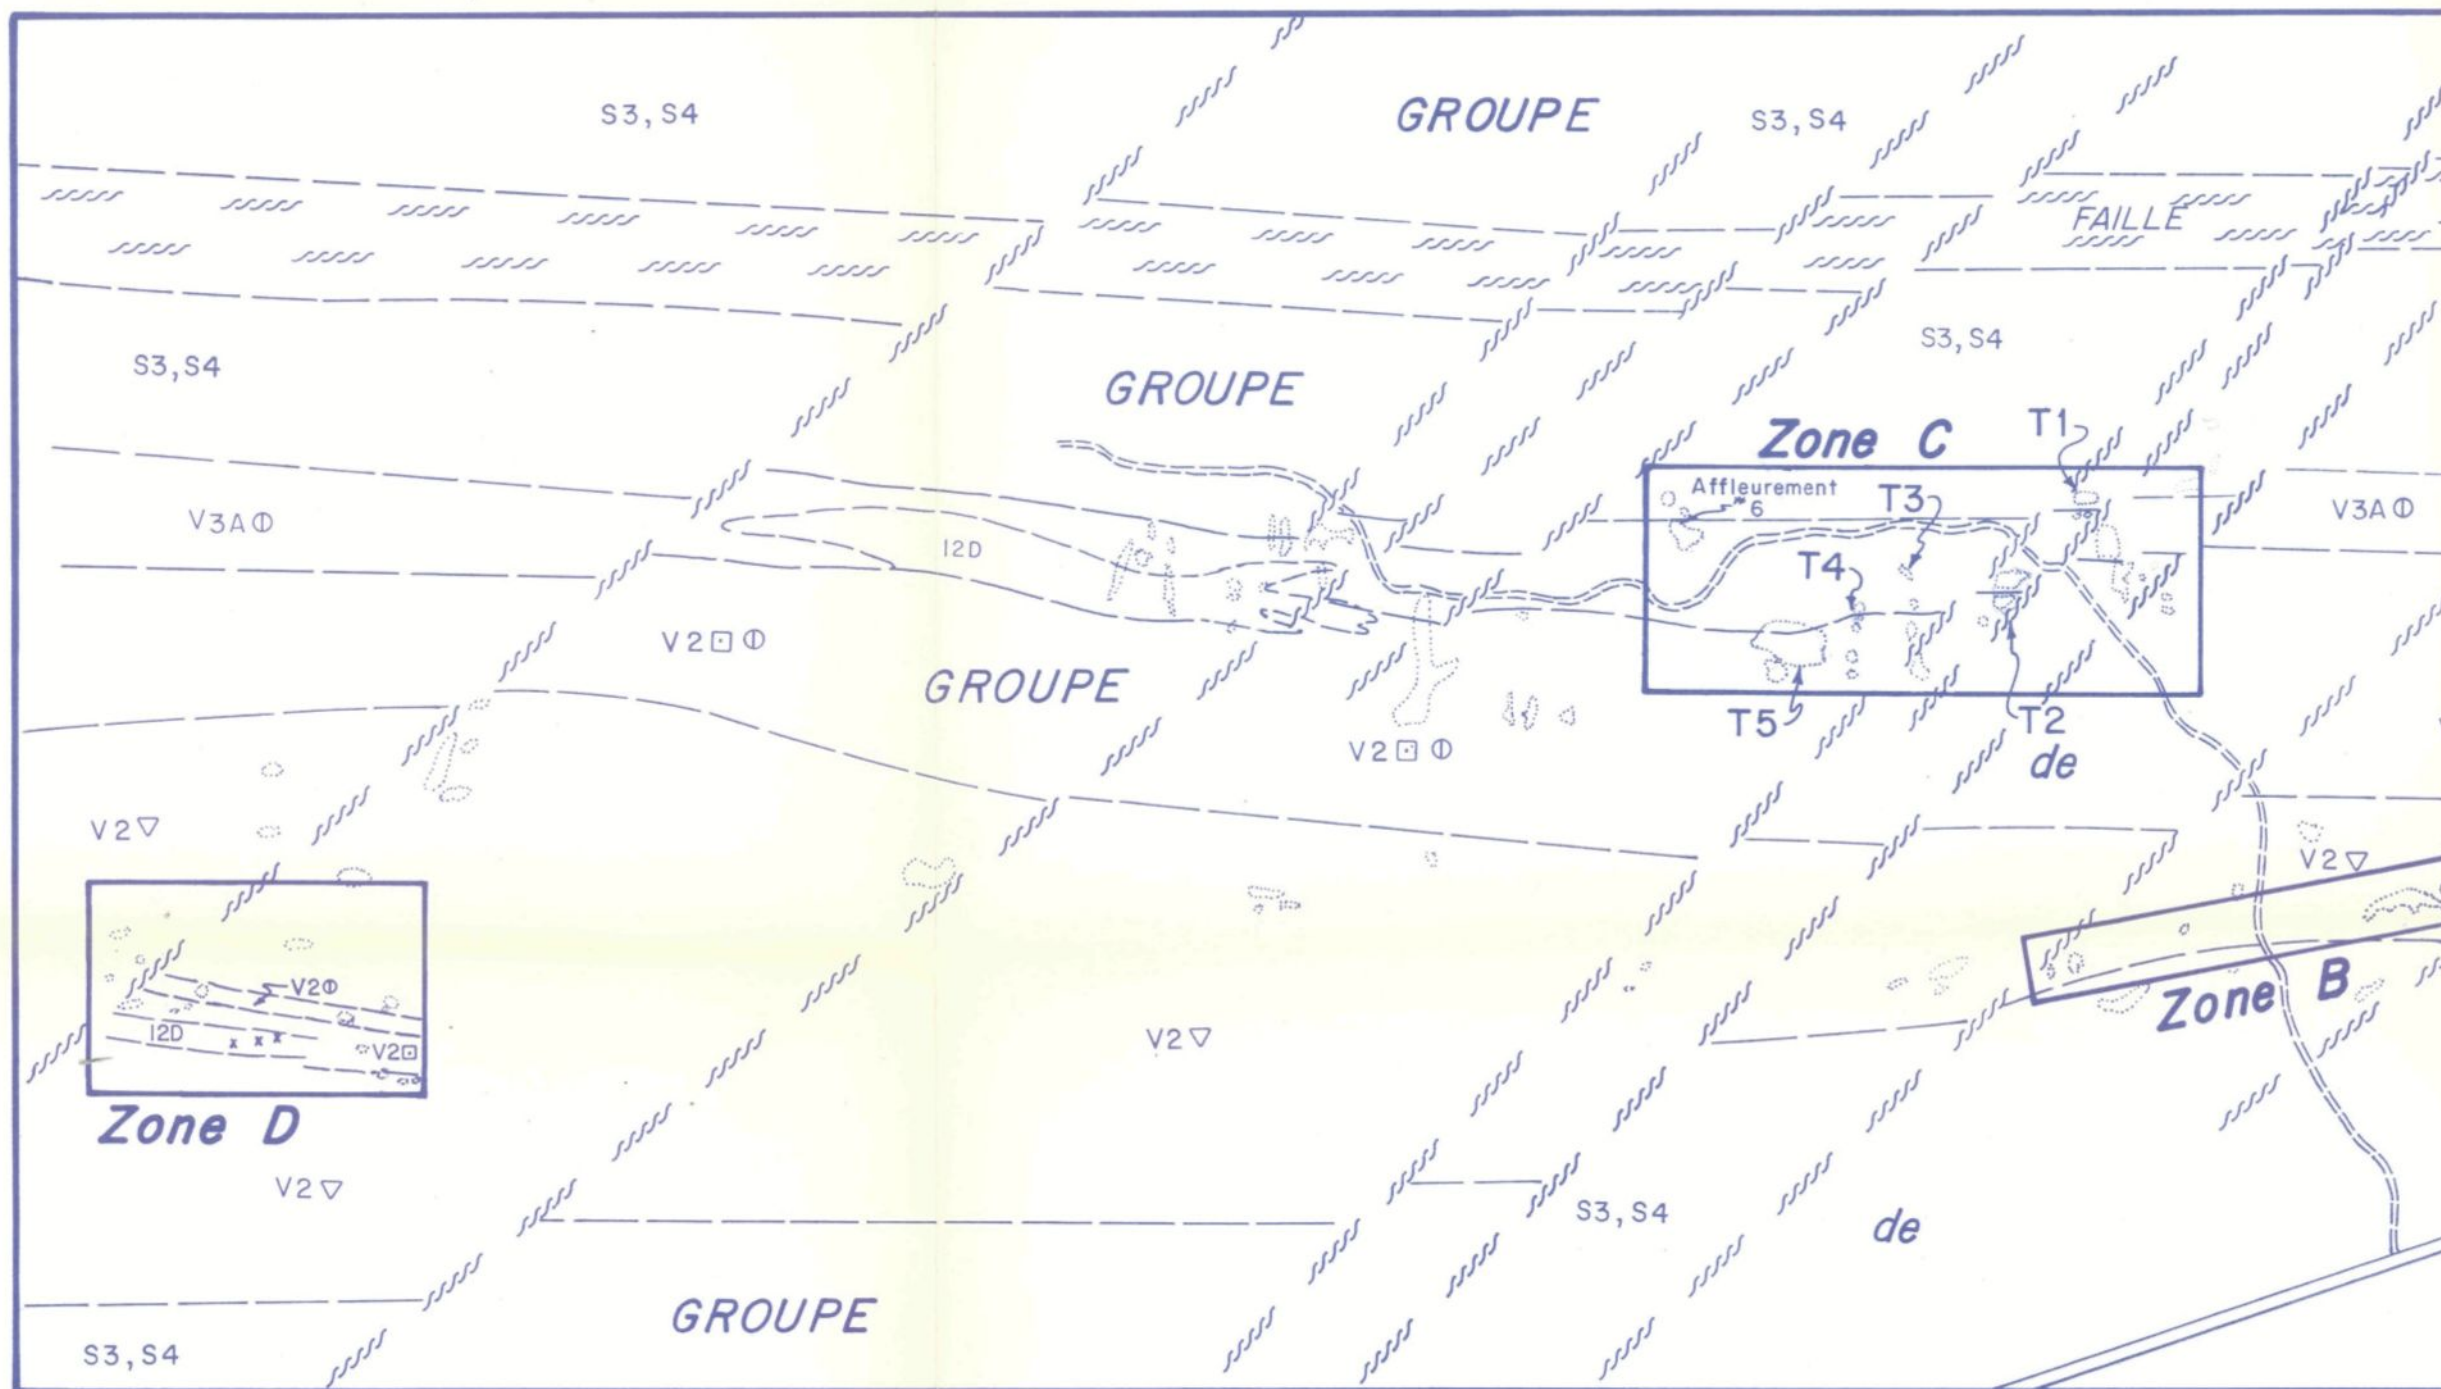 S3, S4
GROUPE
S3, S4
FAILLE
S3, S4
S3, S4
GROUPE
Zone C
T1
Affleurement
6
T3
V3A⦶
V3A⦶
I2D
T4
V2⊡⦶
GROUPE
T5
T2
V2⊡⦶
de
V2▽
V2▽
V2⦶
Zone B
I2D
x x x
V2⊡
V2▽
Zone D
V2▽
S3, S4
de
GROUPE
S3, S4